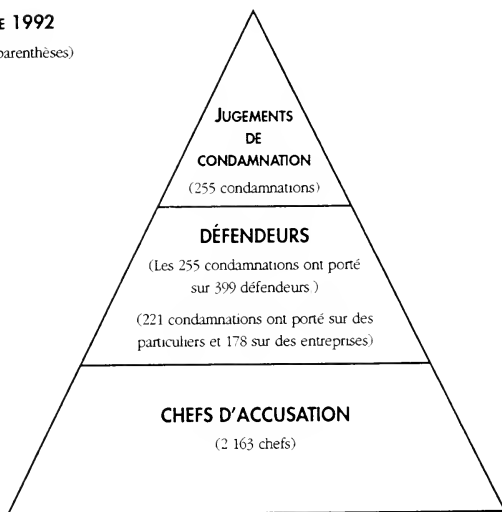 E 1992
parenthèses)
JUGEMENTS
DE
CONDAMNATION
(255 condamnations)
DÉFENDEURS
(Les 255 condamnations ont porté
sur 399 défendeurs.)
(221 condamnations ont porté sur des
particuliers et 178 sur des entreprises)
CHEFS D'ACCUSATION
(2 163 chefs)